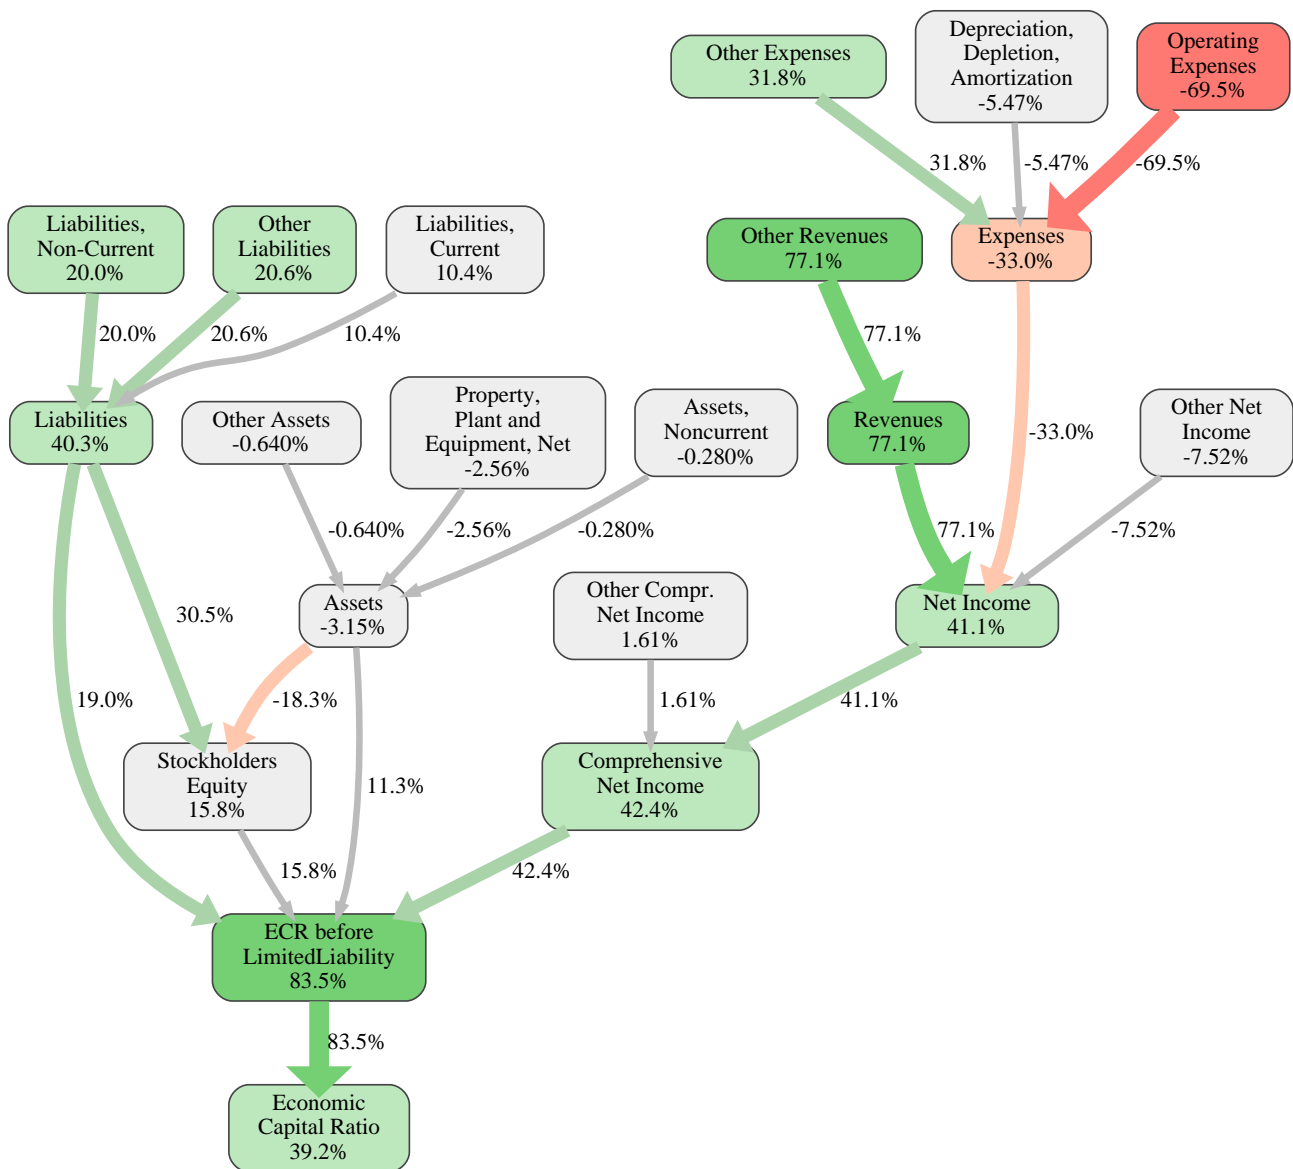 Depreciation,
Depletion,
Amortization
-5.47%
Other Expenses
31.8%
Operating
Expenses
-69.5%
31.8%
-5.47%
-69.5%
Liabilities,
Non-Current
20.0%
Other
Liabilities
20.6%
Liabilities,
Current
10.4%
Other Revenues
77.1%
Expenses
-33.0%
20.0%
20.6%
10.4%
77.1%
Liabilities
40.3%
Other Assets
-0.640%
Property,
Plant and
Equipment, Net
-2.56%
Assets,
Noncurrent
-0.280%
Revenues
77.1%
-33.0%
Other Net
Income
-7.52%
-0.640%
-2.56%
-0.280%
77.1%
-7.52%
30.5%
Assets
-3.15%
Other Compr.
Net Income
1.61%
Net Income
41.1%
19.0%
-18.3%
1.61%
41.1%
Stockholders
Equity
15.8%
11.3%
Comprehensive
Net Income
42.4%
15.8%
42.4%
ECR before
LimitedLiability
83.5%
83.5%
Economic
Capital Ratio
39.2%